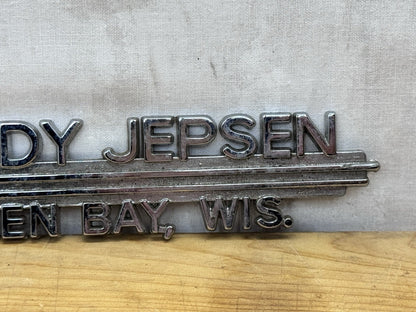 DY JEPSEN
EN BAY, WIS.